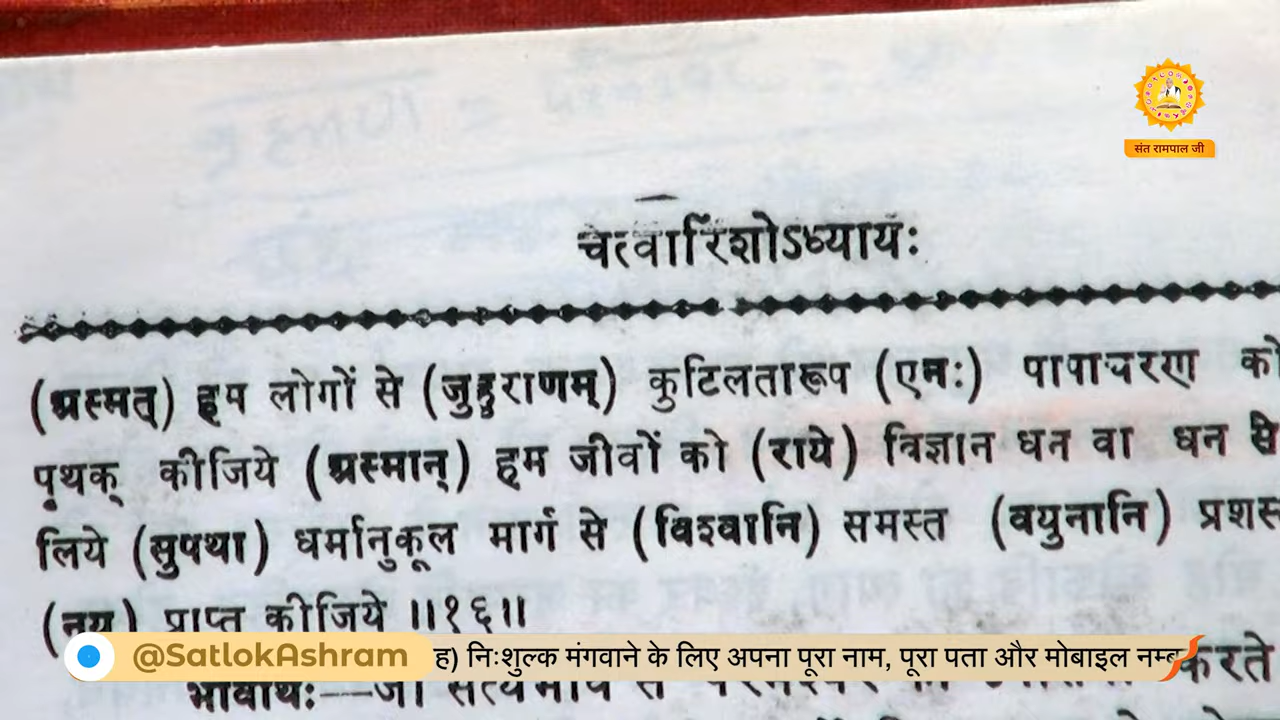 संत रामपाल जी
चत्वारिंशोऽध्यायः
(अस्मत्) हम लोगों से (जुहुराणम्) कुटिलतारूप (एनः) पापाचरण को
पृथक् कीजिये (अस्मान्) हम जीवों को (राये) विज्ञान धन वा धन से
लिये (सुपथा) धर्मानुकूल मार्ग से (विश्वानि) समस्त (वयुनानि) प्रशस
(नय) प्राप्त कीजिये ॥१६॥
@SatlokAshram ह) निःशुल्क मंगवाने के लिए अपना पूरा नाम, पूरा पता और मोबाइल नम्ब
भावार्थः—जो करते